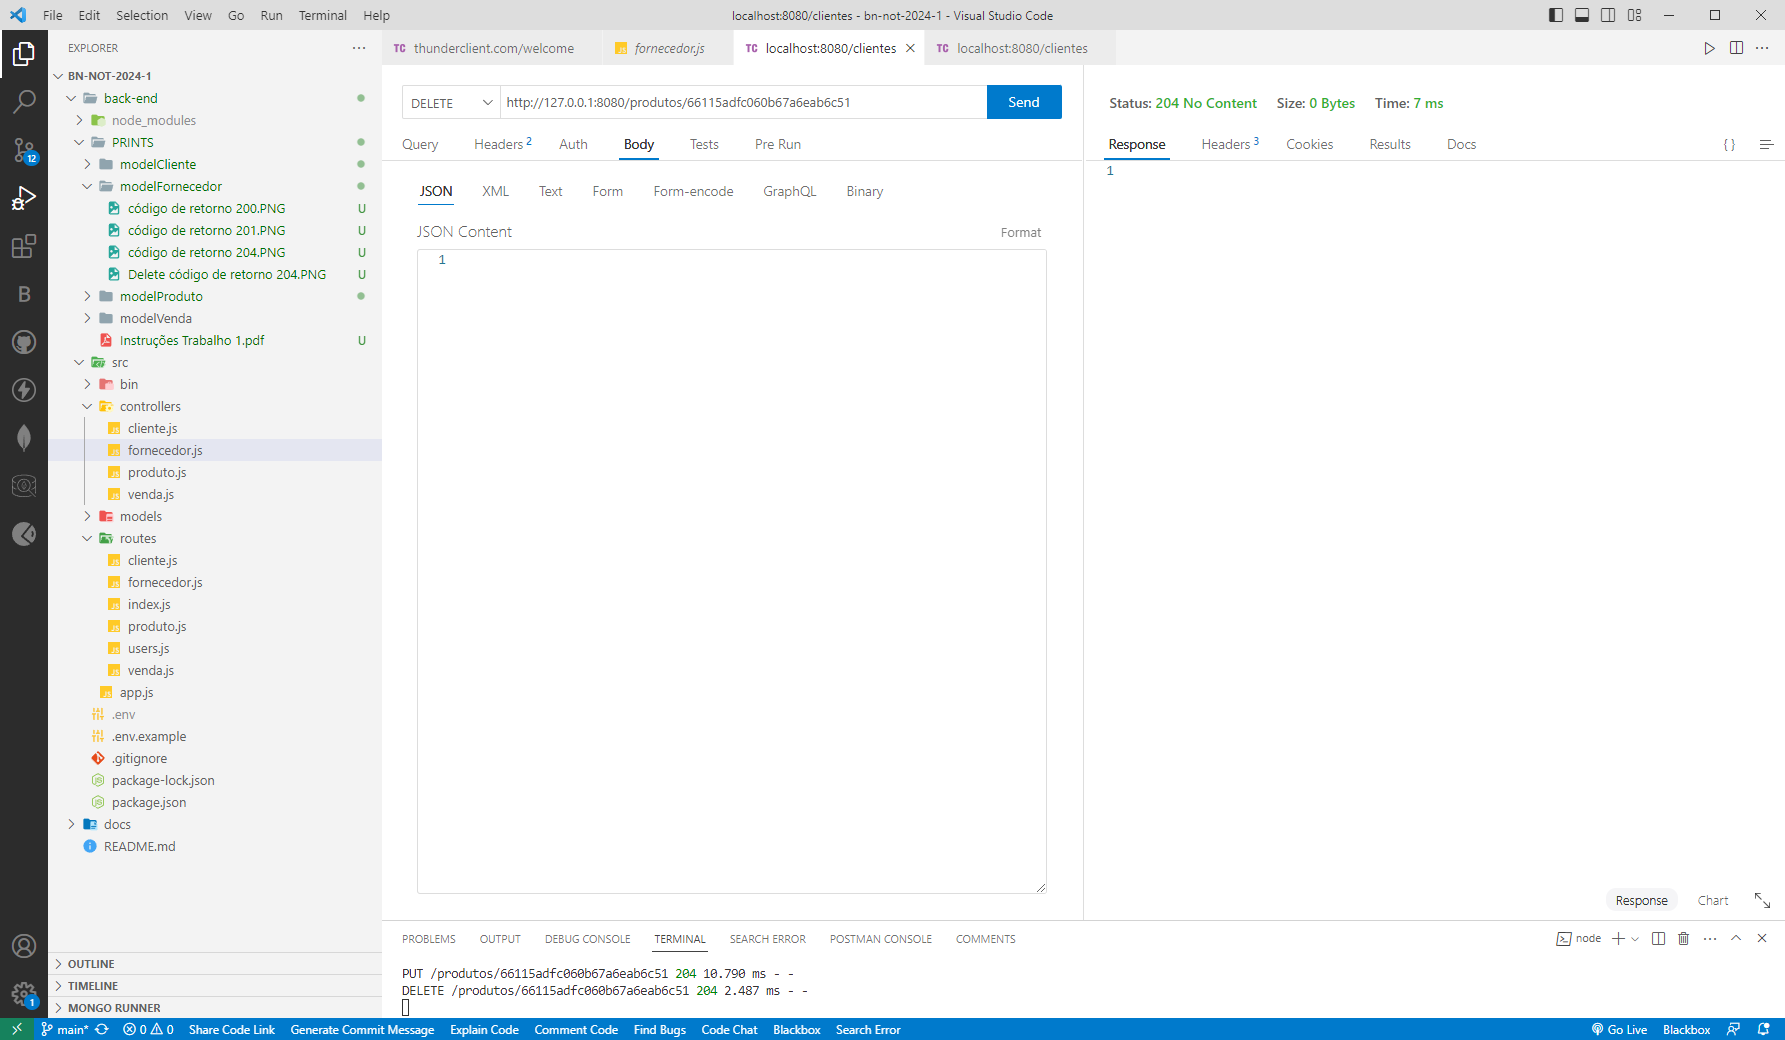 File Edit Selection View Go Run Terminal Help
localhost:8080/clientes - bn-not-2024-1 - Visual Studio Code
EXPLORER
BN-NOT-2024-1
back-end
node_modules
PRINTS
modelCliente
modelFornecedor
código de retorno 200.PNG U
código de retorno 201.PNG U
código de retorno 204.PNG U
Delete código de retorno 204.PNG U
modelProduto
modelVenda
Instruções Trabalho 1.pdf U
src
bin
controllers
cliente.js
fornecedor.js
produto.js
venda.js
models
routes
cliente.js
fornecedor.js
index.js
produto.js
users.js
venda.js
app.js
.env
.env.example
.gitignore
package-lock.json
package.json
docs
README.md
OUTLINE
TIMELINE
MONGO RUNNER
12
B
1
TC thunderclient.com/welcome
fornecedor.js
TC localhost:8080/clientes
TC localhost:8080/clientes
DELETE http://127.0.0.1:8080/produtos/66115adfc060b67a6eab6c51 Send
Query Headers 2 Auth Body Tests Pre Run
JSON XML Text Form Form-encode GraphQL Binary
JSON Content Format
1
Status: 204 No Content Size: 0 Bytes Time: 7 ms
Response Headers 3 Cookies Results Docs { }
1
Response Chart
PROBLEMS OUTPUT DEBUG CONSOLE TERMINAL SEARCH ERROR POSTMAN CONSOLE COMMENTS
node
PUT /produtos/66115adfc060b67a6eab6c51 204 10.790 ms - -
DELETE /produtos/66115adfc060b67a6eab6c51 204 2.487 ms - -
main* 0 0 Share Code Link Generate Commit Message Explain Code Comment Code Find Bugs Code Chat Blackbox Search Error
Go Live Blackbox